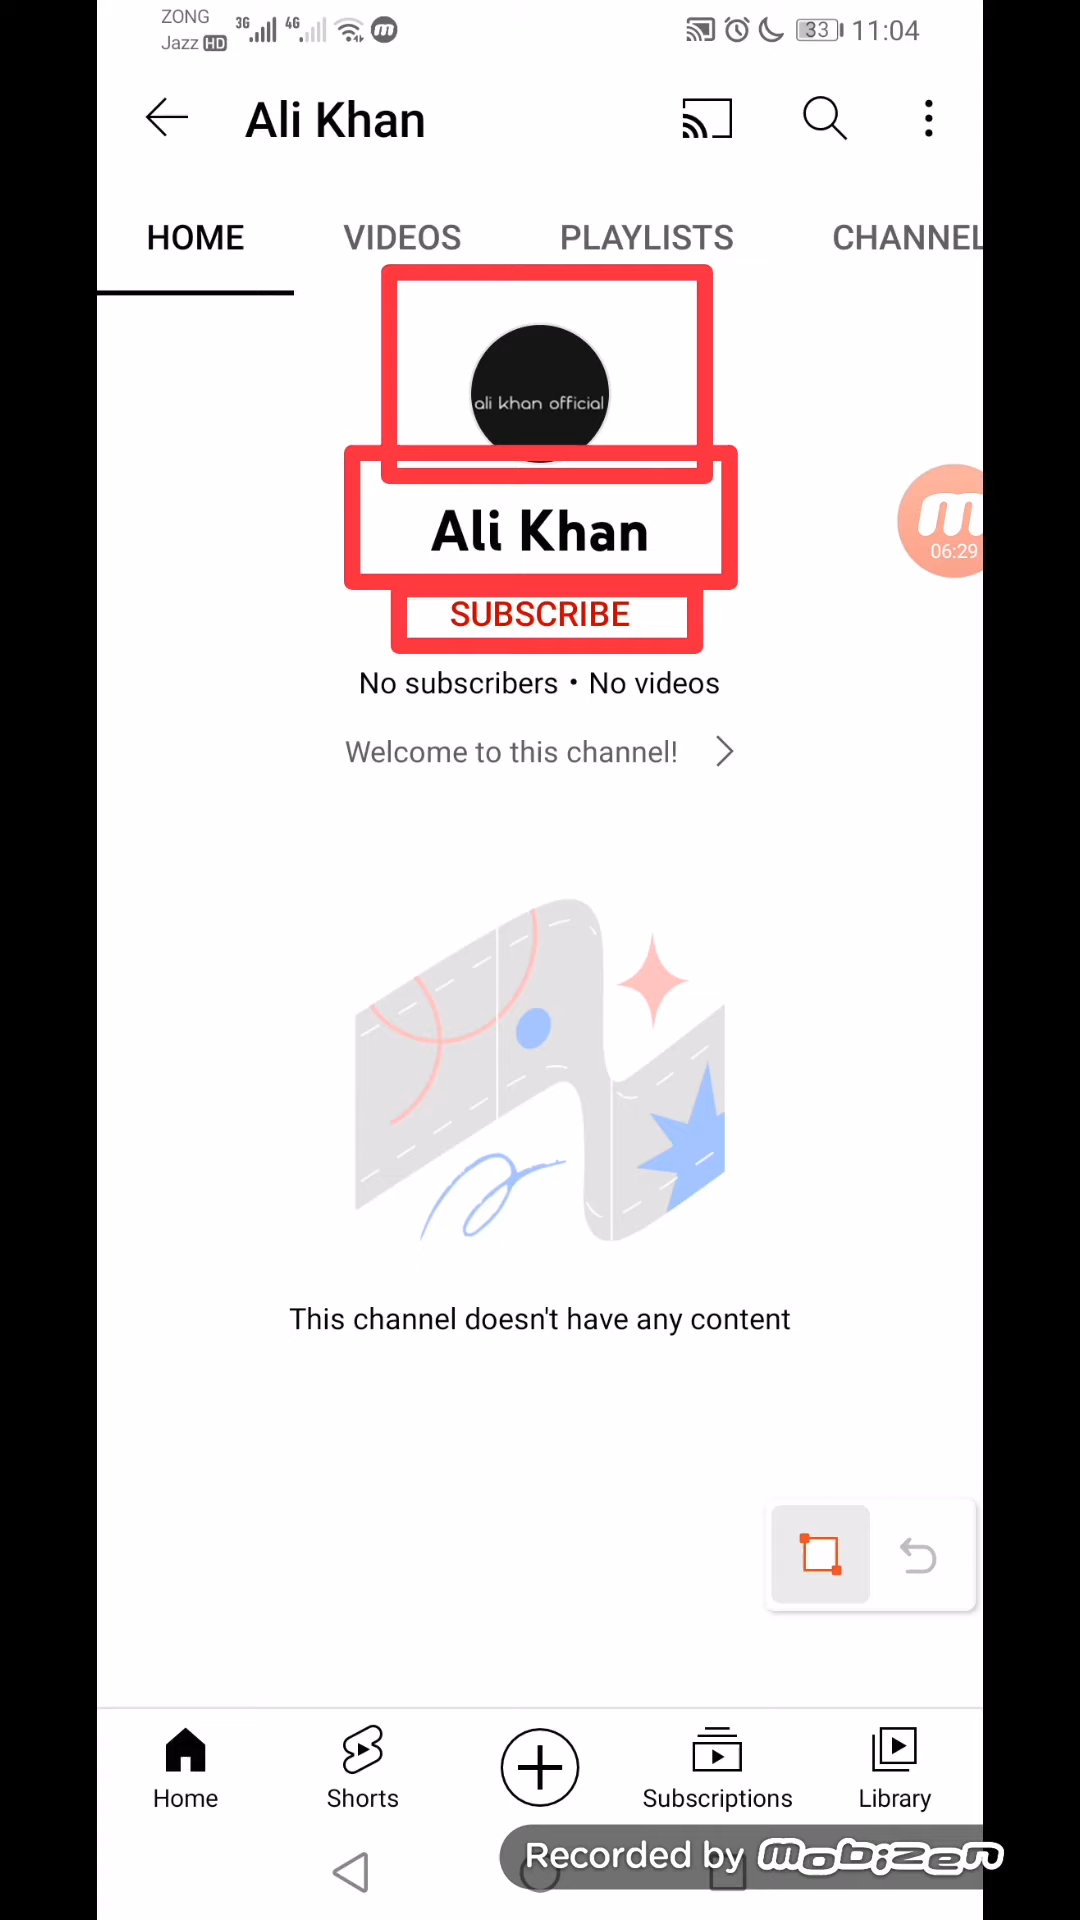 ZONG
3G 4G
Jazz HD
33 11:04
Ali Khan
HOME VIDEOS PLAYLISTS CHANNEL
ali khan official
Ali Khan
06:29
SUBSCRIBE
No subscribers • No videos
Welcome to this channel!
This channel doesn't have any content
Home Shorts Subscriptions Library
Recorded by mobizen